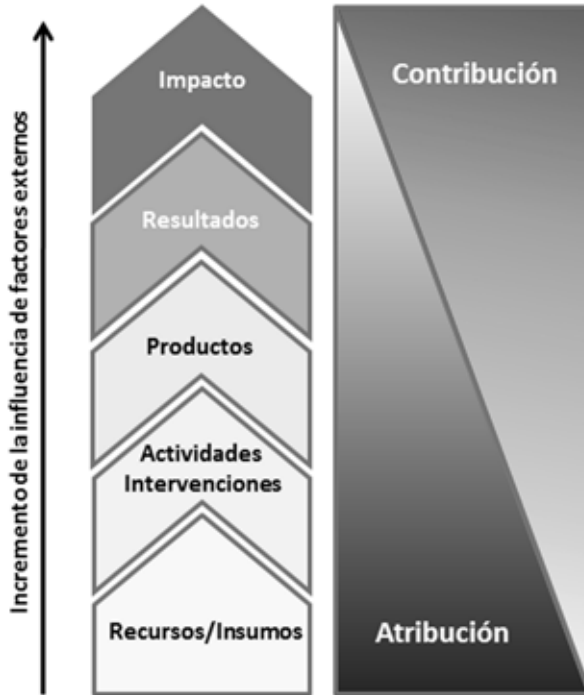 Incremento de la influencia de factores externos
Impacto
Resultados
Productos
Actividades
Intervenciones
Recursos/Insumos
Contribución
Atribución